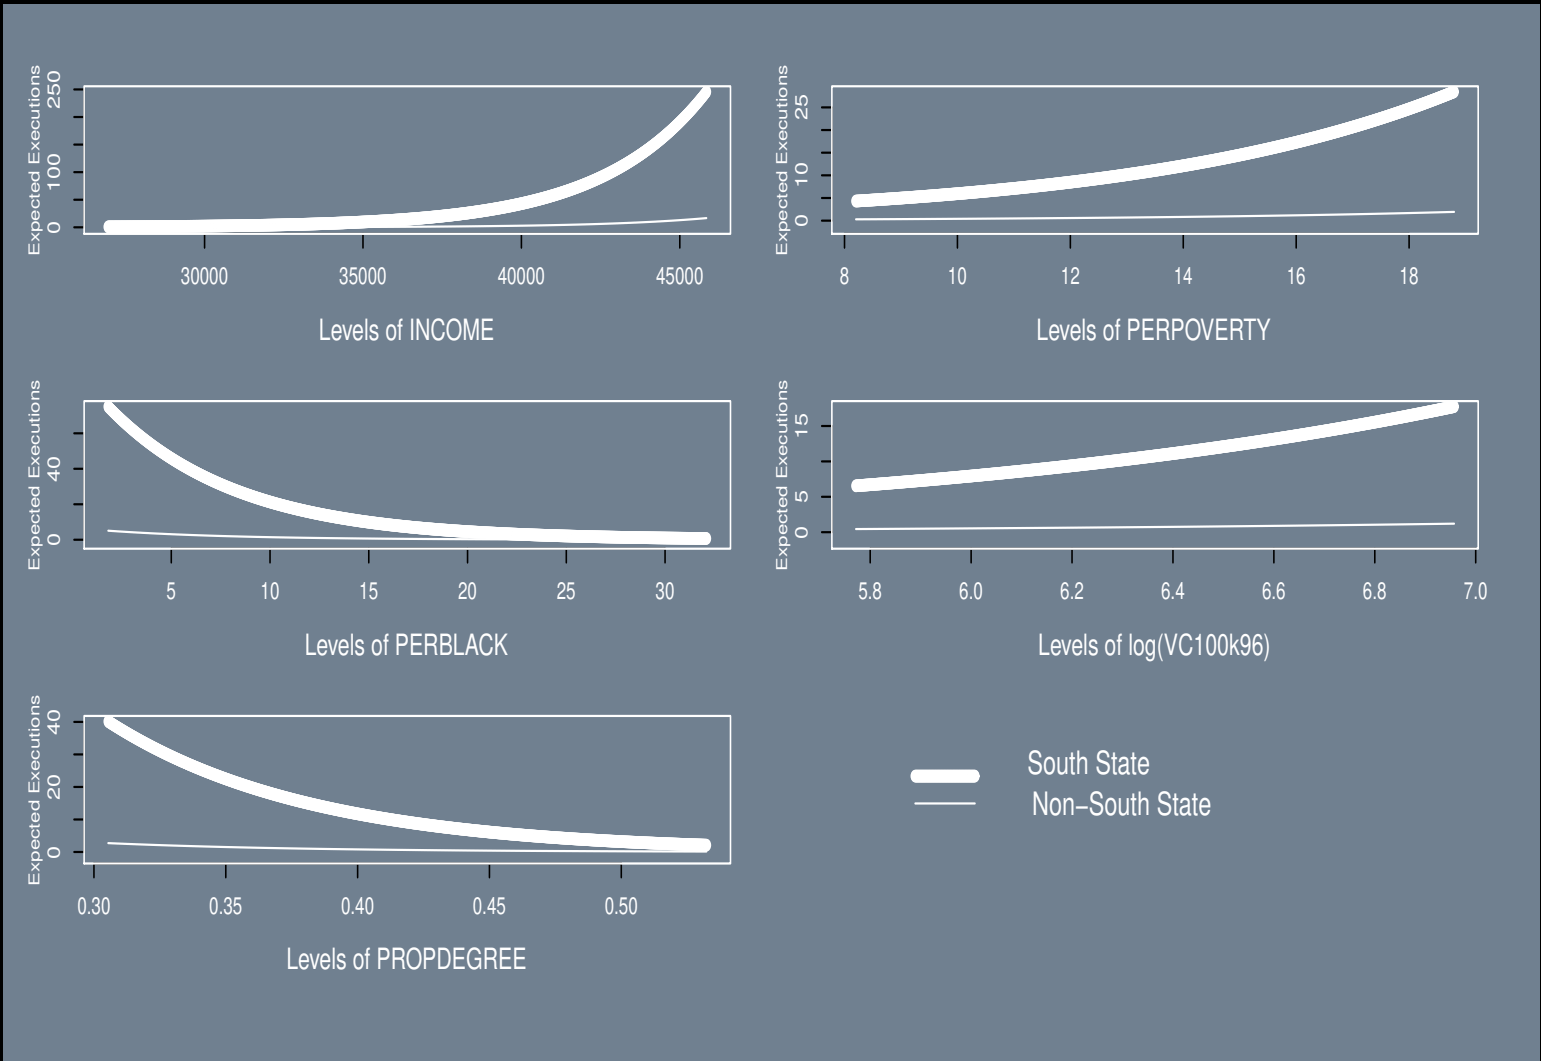 Expected Executions
0 100 250
30000 35000 40000 45000
Levels of INCOME
Expected Executions
0 10 25
8 10 12 14 16 18
Levels of PERPOVERTY
Expected Executions
0 40
5 10 15 20 25 30
Levels of PERBLACK
Expected Executions
0 5 15
5.8 6.0 6.2 6.4 6.6 6.8 7.0
Levels of log(VC100k96)
Expected Executions
0 20 40
0.30 0.35 0.40 0.45 0.50
Levels of PROPDEGREE
South State
Non−South State